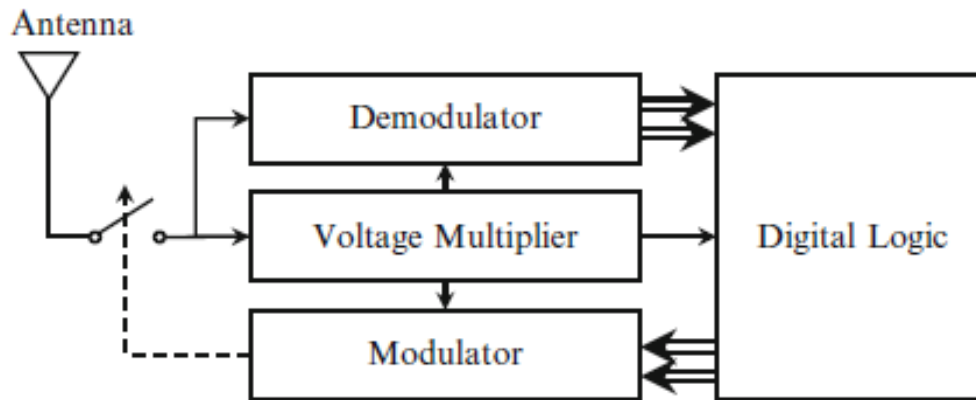 Antenna
Demodulator
Voltage Multiplier
Digital Logic
Modulator